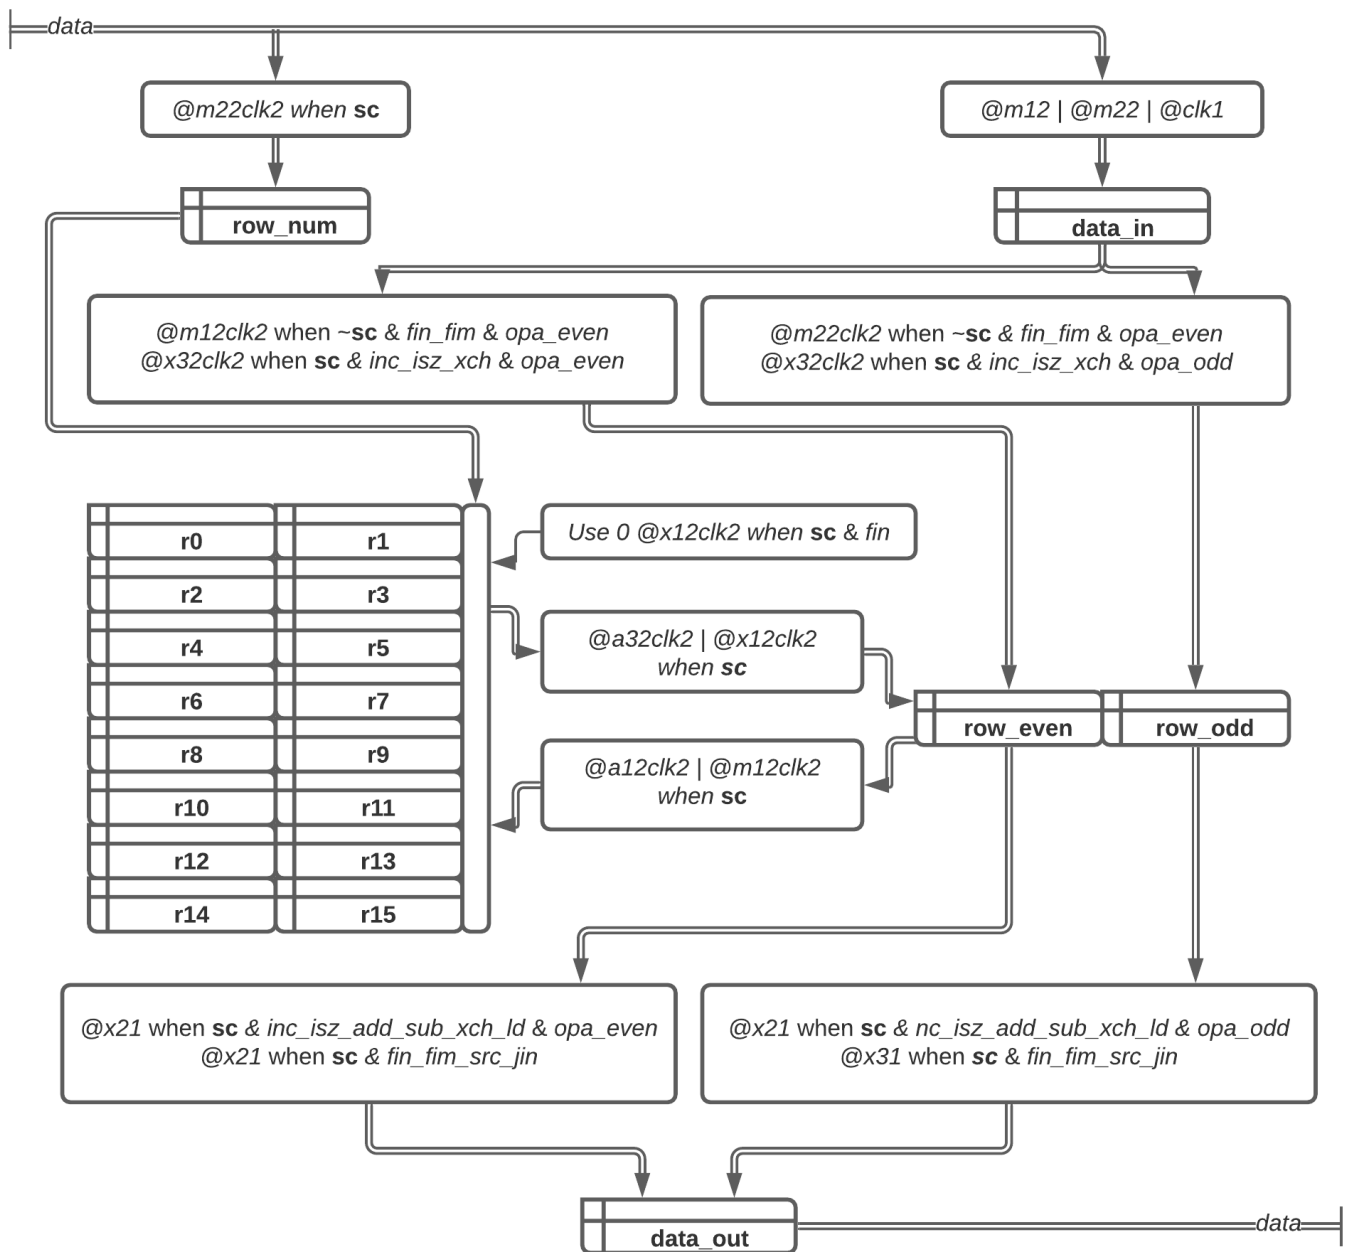 data
@m22clk2 when sc
@m12 | @m22 | @clk1
row_num
data_in
@m12clk2 when ~sc & fin_fim & opa_even
@x32clk2 when sc & inc_isz_xch & opa_even
@m22clk2 when ~sc & fin_fim & opa_even
@x32clk2 when sc & inc_isz_xch & opa_odd
r0
r1
r2
r3
r4
r5
r6
r7
r8
r9
r10
r11
r12
r13
r14
r15
Use 0 @x12clk2 when sc & fin
@a32clk2 | @x12clk2
when sc
row_even
row_odd
@a12clk2 | @m12clk2
when sc
@x21 when sc & inc_isz_add_sub_xch_ld & opa_even
@x21 when sc & fin_fim_src_jin
@x21 when sc & nc_isz_add_sub_xch_ld & opa_odd
@x31 when sc & fin_fim_src_jin
data_out
data